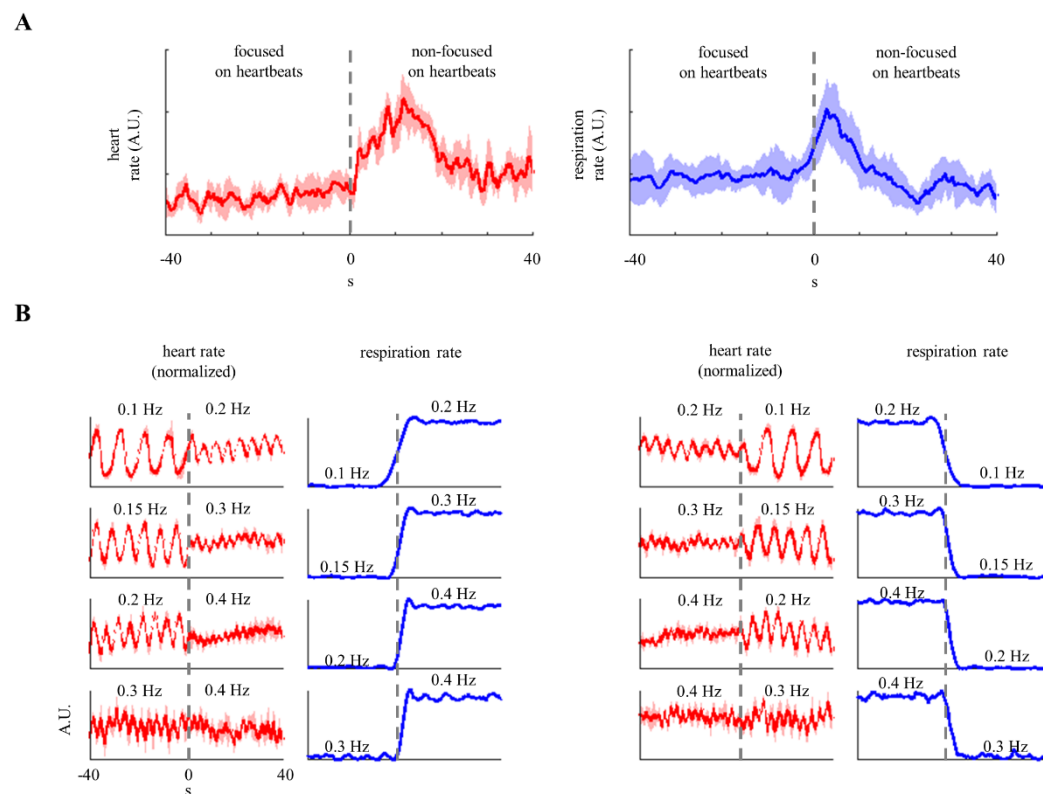 A
focused
on heartbeats
non-focused
on heartbeats
heart
rate (A.U.)
-40
0
40
s
focused
on heartbeats
non-focused
on heartbeats
respiration
rate (A.U.)
-40
0
40
s
B
heart rate
(normalized)
respiration rate
heart rate
(normalized)
respiration rate
0.1 Hz
0.2 Hz
0.2 Hz
0.1 Hz
0.2 Hz
0.1 Hz
0.2 Hz
0.1 Hz
0.15 Hz
0.3 Hz
0.3 Hz
0.15 Hz
0.3 Hz
0.15 Hz
0.3 Hz
0.15 Hz
0.2 Hz
0.4 Hz
0.4 Hz
0.2 Hz
0.4 Hz
0.2 Hz
0.4 Hz
0.2 Hz
0.3 Hz
0.4 Hz
0.4 Hz
0.3 Hz
0.4 Hz
0.3 Hz
0.4 Hz
0.3 Hz
A.U.
-40
0
40
s